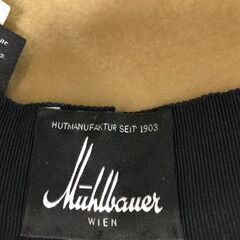 HUTMANUFAKTUR SEIT 1903
Mühlbauer
WIEN